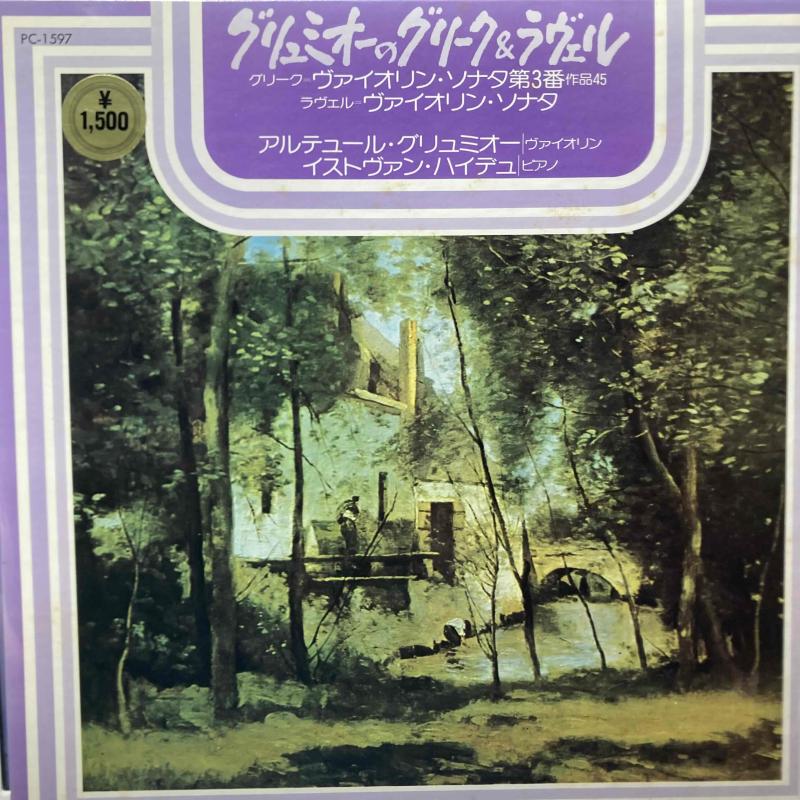 PC-1597
グリュミオーのグリーク&ラヴェル
グリーク=ヴァイオリン・ソナタ第3番作品45
ラヴェル=ヴァイオリン・ソナタ
¥
1,500
アルテュール・グリュミオー|ヴァイオリン
イストヴァン・ハイデュ|ピアノ